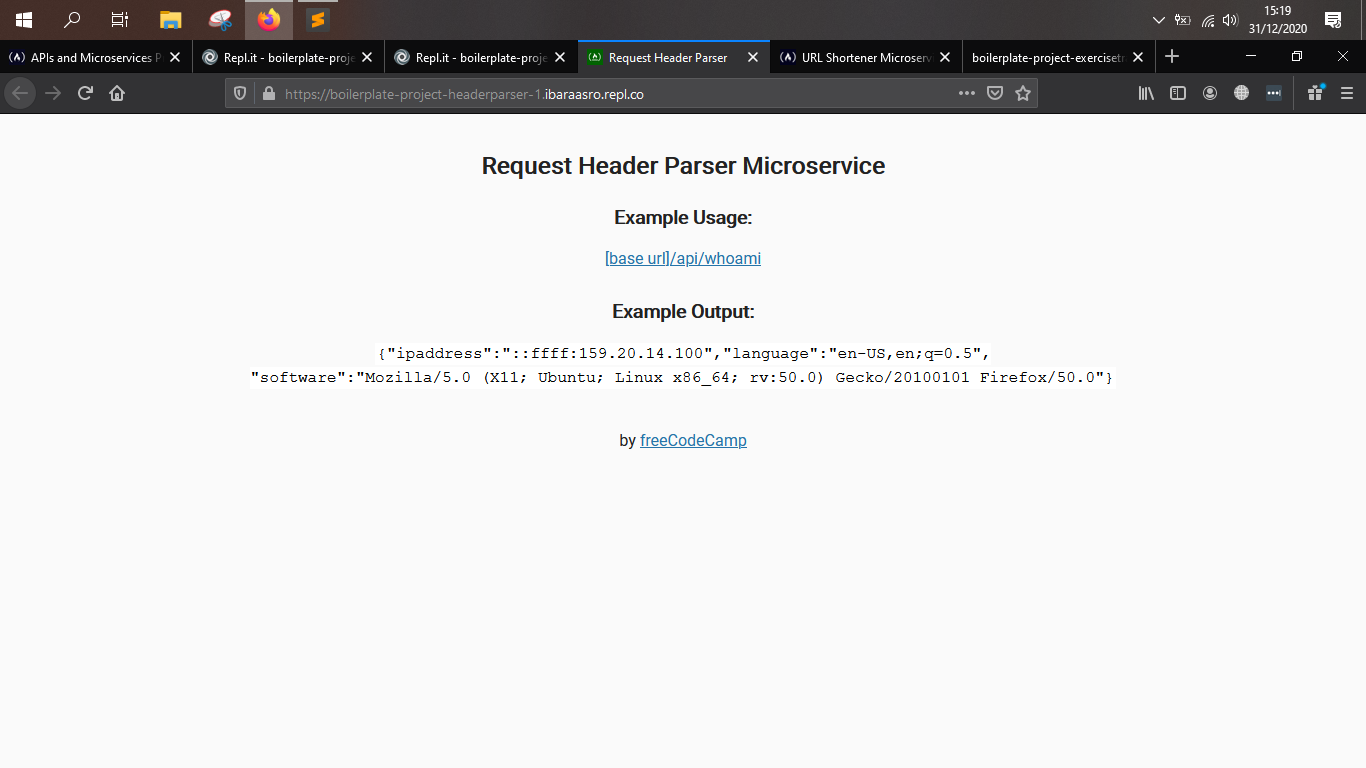 15:19
31/12/2020
APIs and Microservices P
Repl.it - boilerplate-proje
Repl.it - boilerplate-proje
Request Header Parser
URL Shortener Microserv
boilerplate-project-exercisetr
https://boilerplate-project-headerparser-1.ibaraasro.repl.co
Request Header Parser Microservice
Example Usage:
[base url]/api/whoami
Example Output:
{"ipaddress":"::ffff:159.20.14.100","language":"en-US,en;q=0.5",
"software":"Mozilla/5.0 (X11; Ubuntu; Linux x86_64; rv:50.0) Gecko/20100101 Firefox/50.0"}
by freeCodeCamp